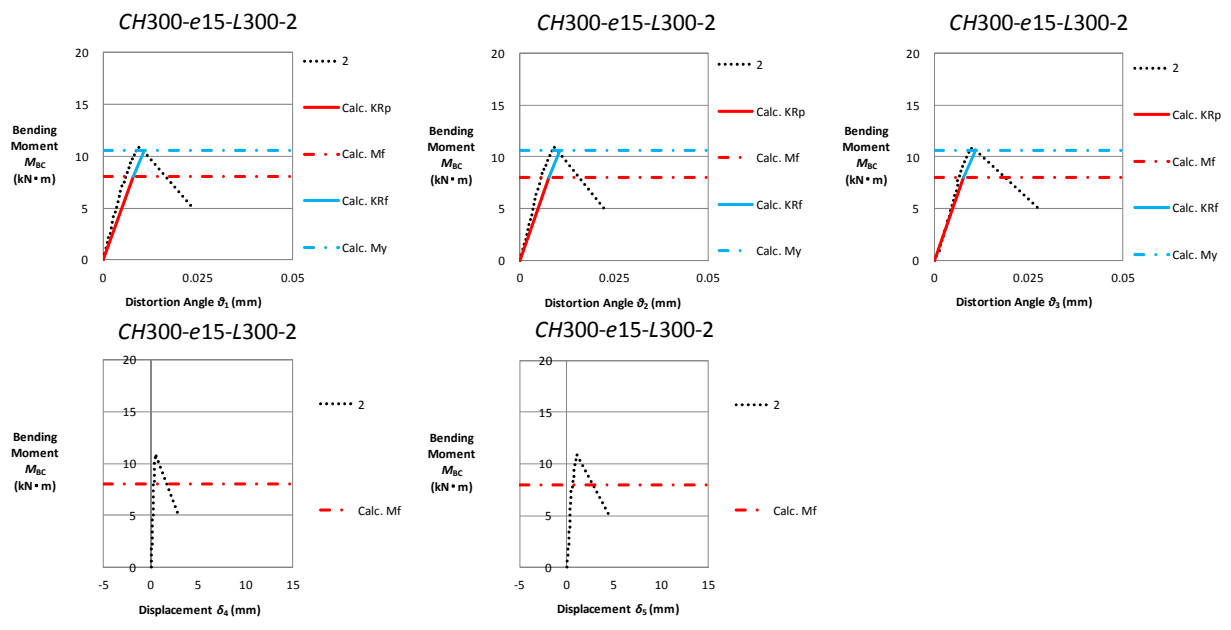 CH300-e15-L300-2
20
15
10
5
0
0
0.025
0.05
Bending
Moment
MBC
(kN・m)
Distortion Angle ϑ1 (mm)
2
Calc. KRp
Calc. Mf
Calc. KRf
Calc. My
CH300-e15-L300-2
20
15
10
5
0
0
0.025
0.05
Bending
Moment
MBC
(kN・m)
Distortion Angle ϑ2 (mm)
2
Calc. KRp
Calc. Mf
Calc. KRf
Calc. My
CH300-e15-L300-2
20
15
10
5
0
0
0.025
0.05
Bending
Moment
MBC
(kN・m)
Distortion Angle ϑ3 (mm)
2
Calc. KRp
Calc. Mf
Calc. KRf
Calc. My
CH300-e15-L300-2
20
15
10
5
0
-5
0
5
10
15
Bending
Moment
MBC
(kN・m)
Displacement δ4 (mm)
2
Calc. Mf
CH300-e15-L300-2
20
15
10
5
0
-5
0
5
10
15
Bending
Moment
MBC
(kN・m)
Displacement δ5 (mm)
2
Calc. Mf